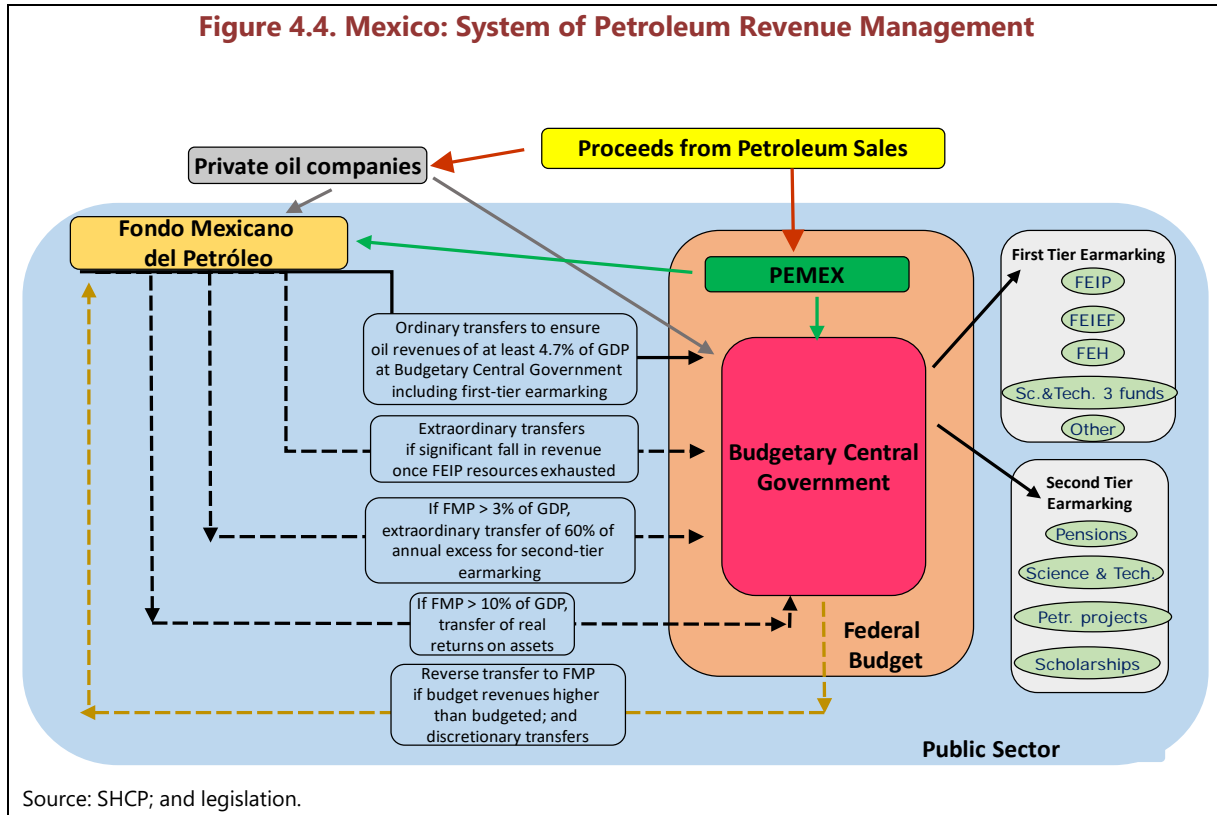 Figure 4.4. Mexico: System of Petroleum Revenue Management
Proceeds from Petroleum Sales
Private oil companies
Fondo Mexicano
del Petróleo
PEMEX
First Tier Earmarking
FEIP
FEIEF
FEH
Sc.&Tech. 3 funds
Other
Ordinary transfers to ensure
oil revenues of at least 4.7% of GDP
at Budgetary Central Government
including first-tier earmarking
Extraordinary transfers
if significant fall in revenue
once FEIP resources exhausted
If FMP > 3% of GDP,
extraordinary transfer of 60% of
annual excess for second-tier
earmarking
If FMP > 10% of GDP,
transfer of real
returns on assets
Reverse transfer to FMP
if budget revenues higher
than budgeted; and
discretionary transfers
Budgetary Central
Government
Federal
Budget
Second Tier
Earmarking
Pensions
Science & Tech.
Petr. projects
Scholarships
Public Sector
Source: SHCP; and legislation.